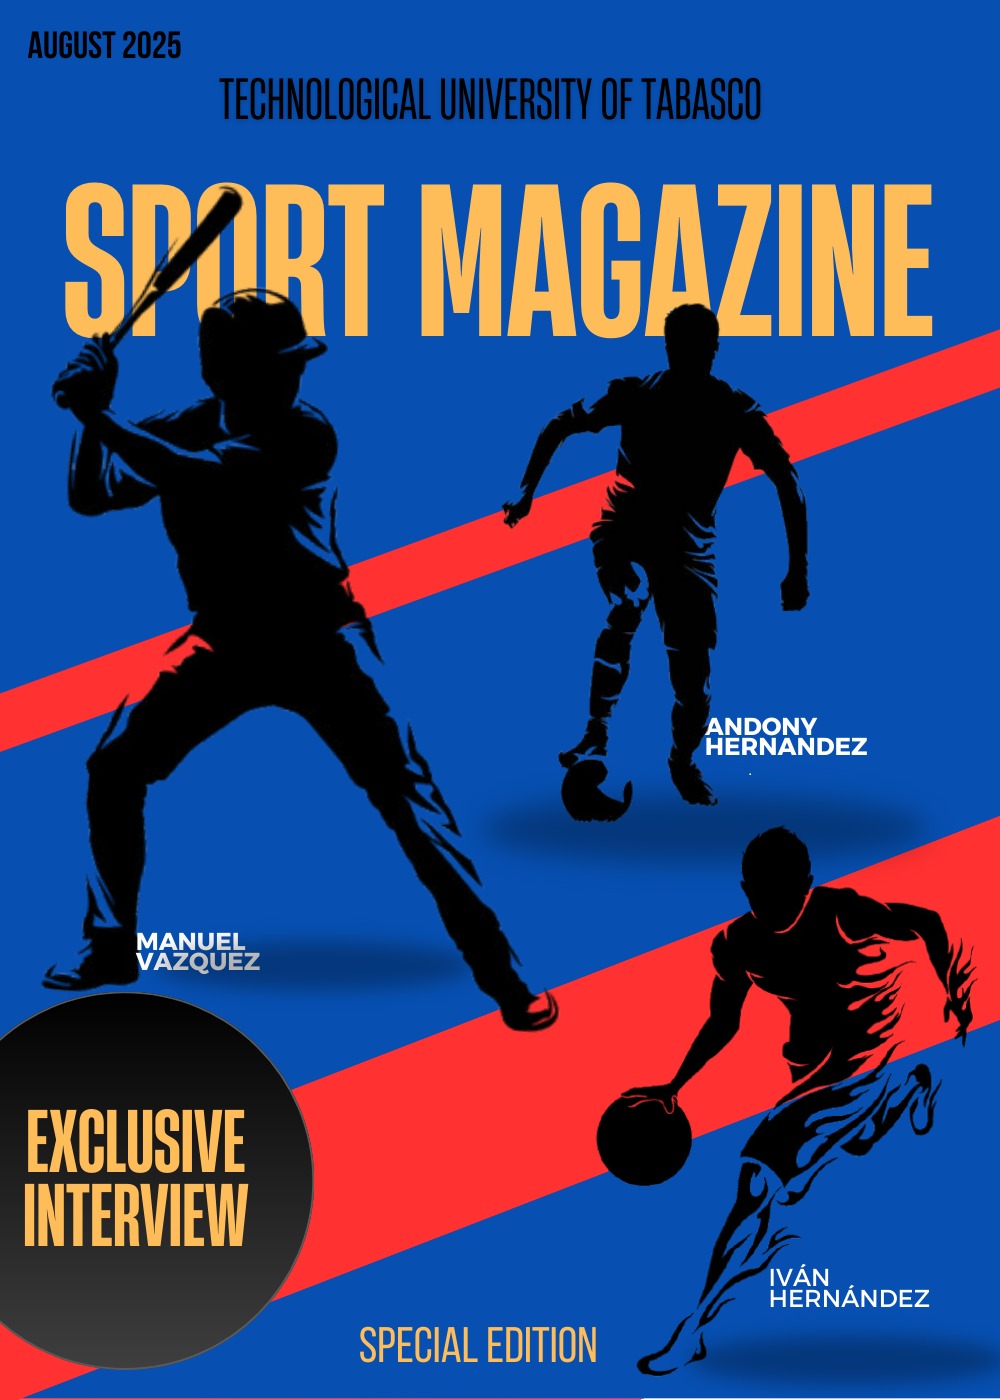 AUGUST 2025
TECHNOLOGICAL UNIVERSITY OF TABASCO
SPORT MAGAZINE
ANDONY
HERNANDEZ
MANUEL
VAZQUEZ
EXCLUSIVE
INTERVIEW
IVÁN
HERNÁNDEZ
SPECIAL EDITION